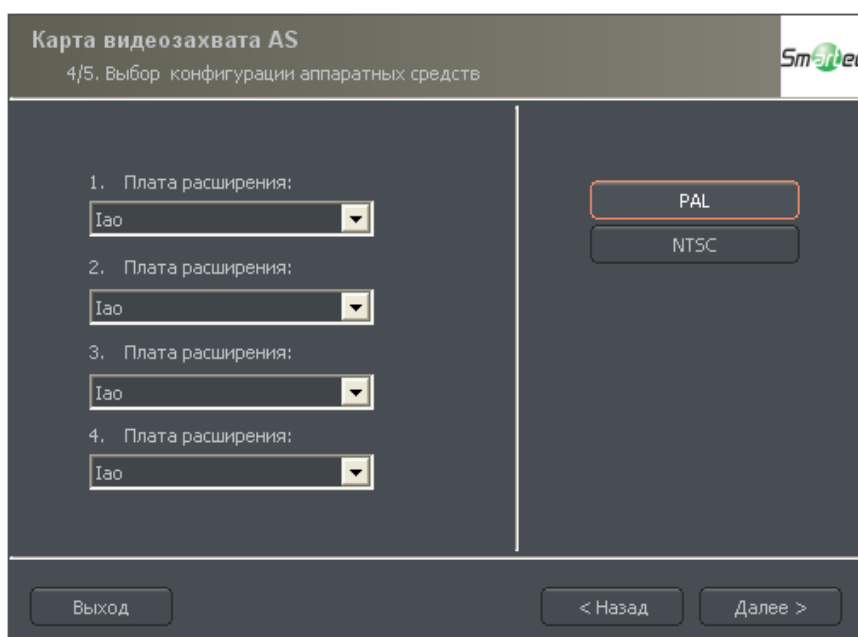 Карта видеозахвата AS
4/5. Выбор конфигурации аппаратных средств
Smartec
1. Плата расширения:
Iao
2. Плата расширения:
Iao
3. Плата расширения:
Iao
4. Плата расширения:
Iao
PAL
NTSC
Выход
< Назад
Далее >